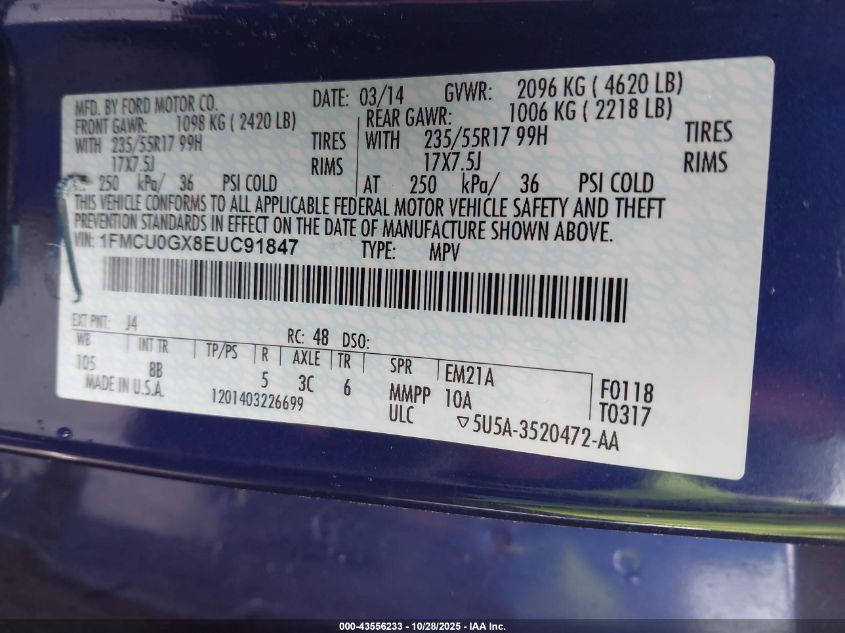 MFD. BY FORD MOTOR CO. DATE: 03/14 GVWR: 2096 KG ( 4620 LB)
FRONT GAWR: 1098 KG ( 2420 LB) REAR GAWR: 1006 KG ( 2218 LB)
WITH 235/55R17 99H TIRES WITH 235/55R17 99H TIRES
17X7.5J RIMS 17X7.5J RIMS
250 kPa/ 36 PSI COLD AT 250 kPa/ 36 PSI COLD
THIS VEHICLE CONFORMS TO ALL APPLICABLE FEDERAL MOTOR VEHICLE SAFETY AND THEFT
PREVENTION STANDARDS IN EFFECT ON THE DATE OF MANUFACTURE SHOWN ABOVE.
VIN: 1FMCU0GX8EUC91847 TYPE: MPV
EXT PNT: J4 RC: 48 DSO:
WB INT TR TP/PS R AXLE TR SPR EM21A
105 8B 5 3C 6 MMPP 10A F0118
MADE IN U.S.A. 1201403226699 ULC ▽5U5A-3520472-AA T0317
000-43556233 - 10/28/2025 - IAA Inc.